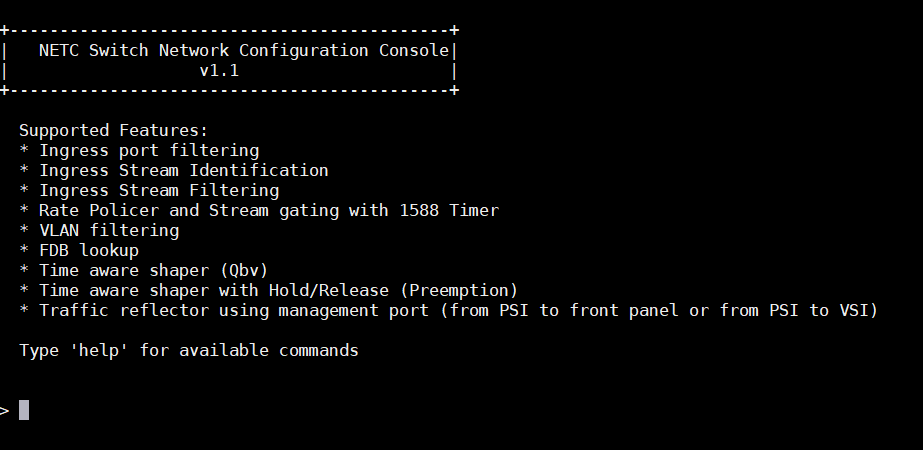 +--------------------------------------------+
|   NETC Switch Network Configuration Console|
|                   v1.1                     |
+--------------------------------------------+
Supported Features:
* Ingress port filtering
* Ingress Stream Identification
* Ingress Stream Filtering
* Rate Policer and Stream gating with 1588 Timer
* VLAN filtering
* FDB lookup
* Time aware shaper (Qbv)
* Time aware shaper with Hold/Release (Preemption)
* Traffic reflector using management port (from PSI to front panel or from PSI to VSI)
Type 'help' for available commands
>